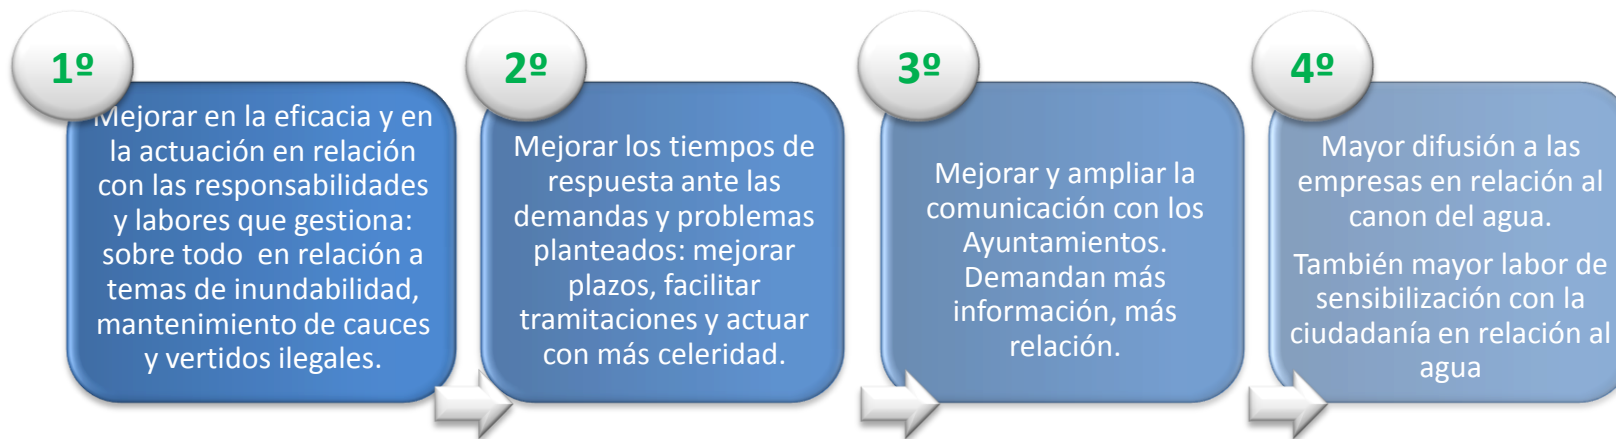 1º
Mejorar en la eficacia y en
la actuación en relación
con las responsabilidades
y labores que gestiona:
sobre todo en relación a
temas de inundabilidad,
mantenimiento de cauces
y vertidos ilegales.
2º
Mejorar los tiempos de
respuesta ante las
demandas y problemas
planteados: mejorar
plazos, facilitar
tramitaciones y actuar
con más celeridad.
3º
Mejorar y ampliar la
comunicación con los
Ayuntamientos.
Demandan más
información, más
relación.
4º
Mayor difusión a las
empresas en relación al
canon del agua.
También mayor labor de
sensibilización con la
ciudadanía en relación al
agua